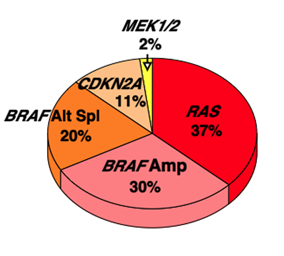 MEK1/2
2%
CDKN2A
11%
RAS
37%
BRAF Alt Spl
20%
BRAF Amp
30%